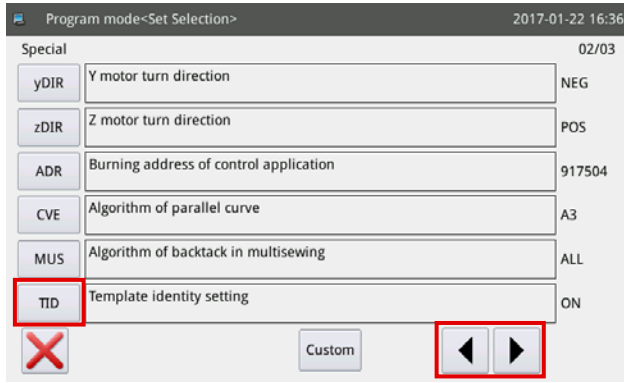 Program mode<Set Selection> 2017-01-22 16:36
Special 02/03
yDIR Y motor turn direction NEG
zDIR Z motor turn direction POS
ADR Burning address of control application 917504
CVE Algorithm of parallel curve A3
MUS Algorithm of backtack in multisewing ALL
TID Template identity setting ON
Custom